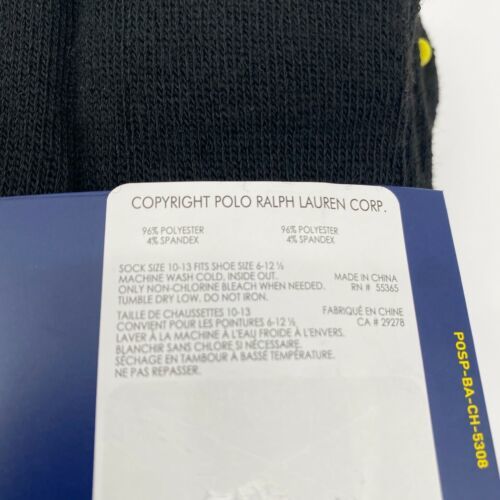 COPYRIGHT POLO RALPH LAUREN CORP.
96% POLYESTER 96% POLYESTER
4% SPANDEX 4% SPANDEX
SOCK SIZE 10-13 FITS SHOE SIZE 6-12 ½
MACHINE WASH COLD, INSIDE OUT.
ONLY NON-CHLORINE BLEACH WHEN NEEDED.
TUMBLE DRY LOW. DO NOT IRON.
MADE IN CHINA
RN # 55365
TAILLE DE CHAUSSETTES 10-13
CONVIENT POUR LES POINTURES 6-12 ½
LAVER À LA MACHINE À L'EAU FROIDE À L'ENVERS.
BLANCHIR SANS CHLORE SI NÉCESSAIRE.
SÉCHAGE EN TAMBOUR À BASSE TEMPÉRATURE.
NE PAS REPASSER.
FABRIQUÉ EN CHINE
CA # 29278
POSP-BA-CH-5308